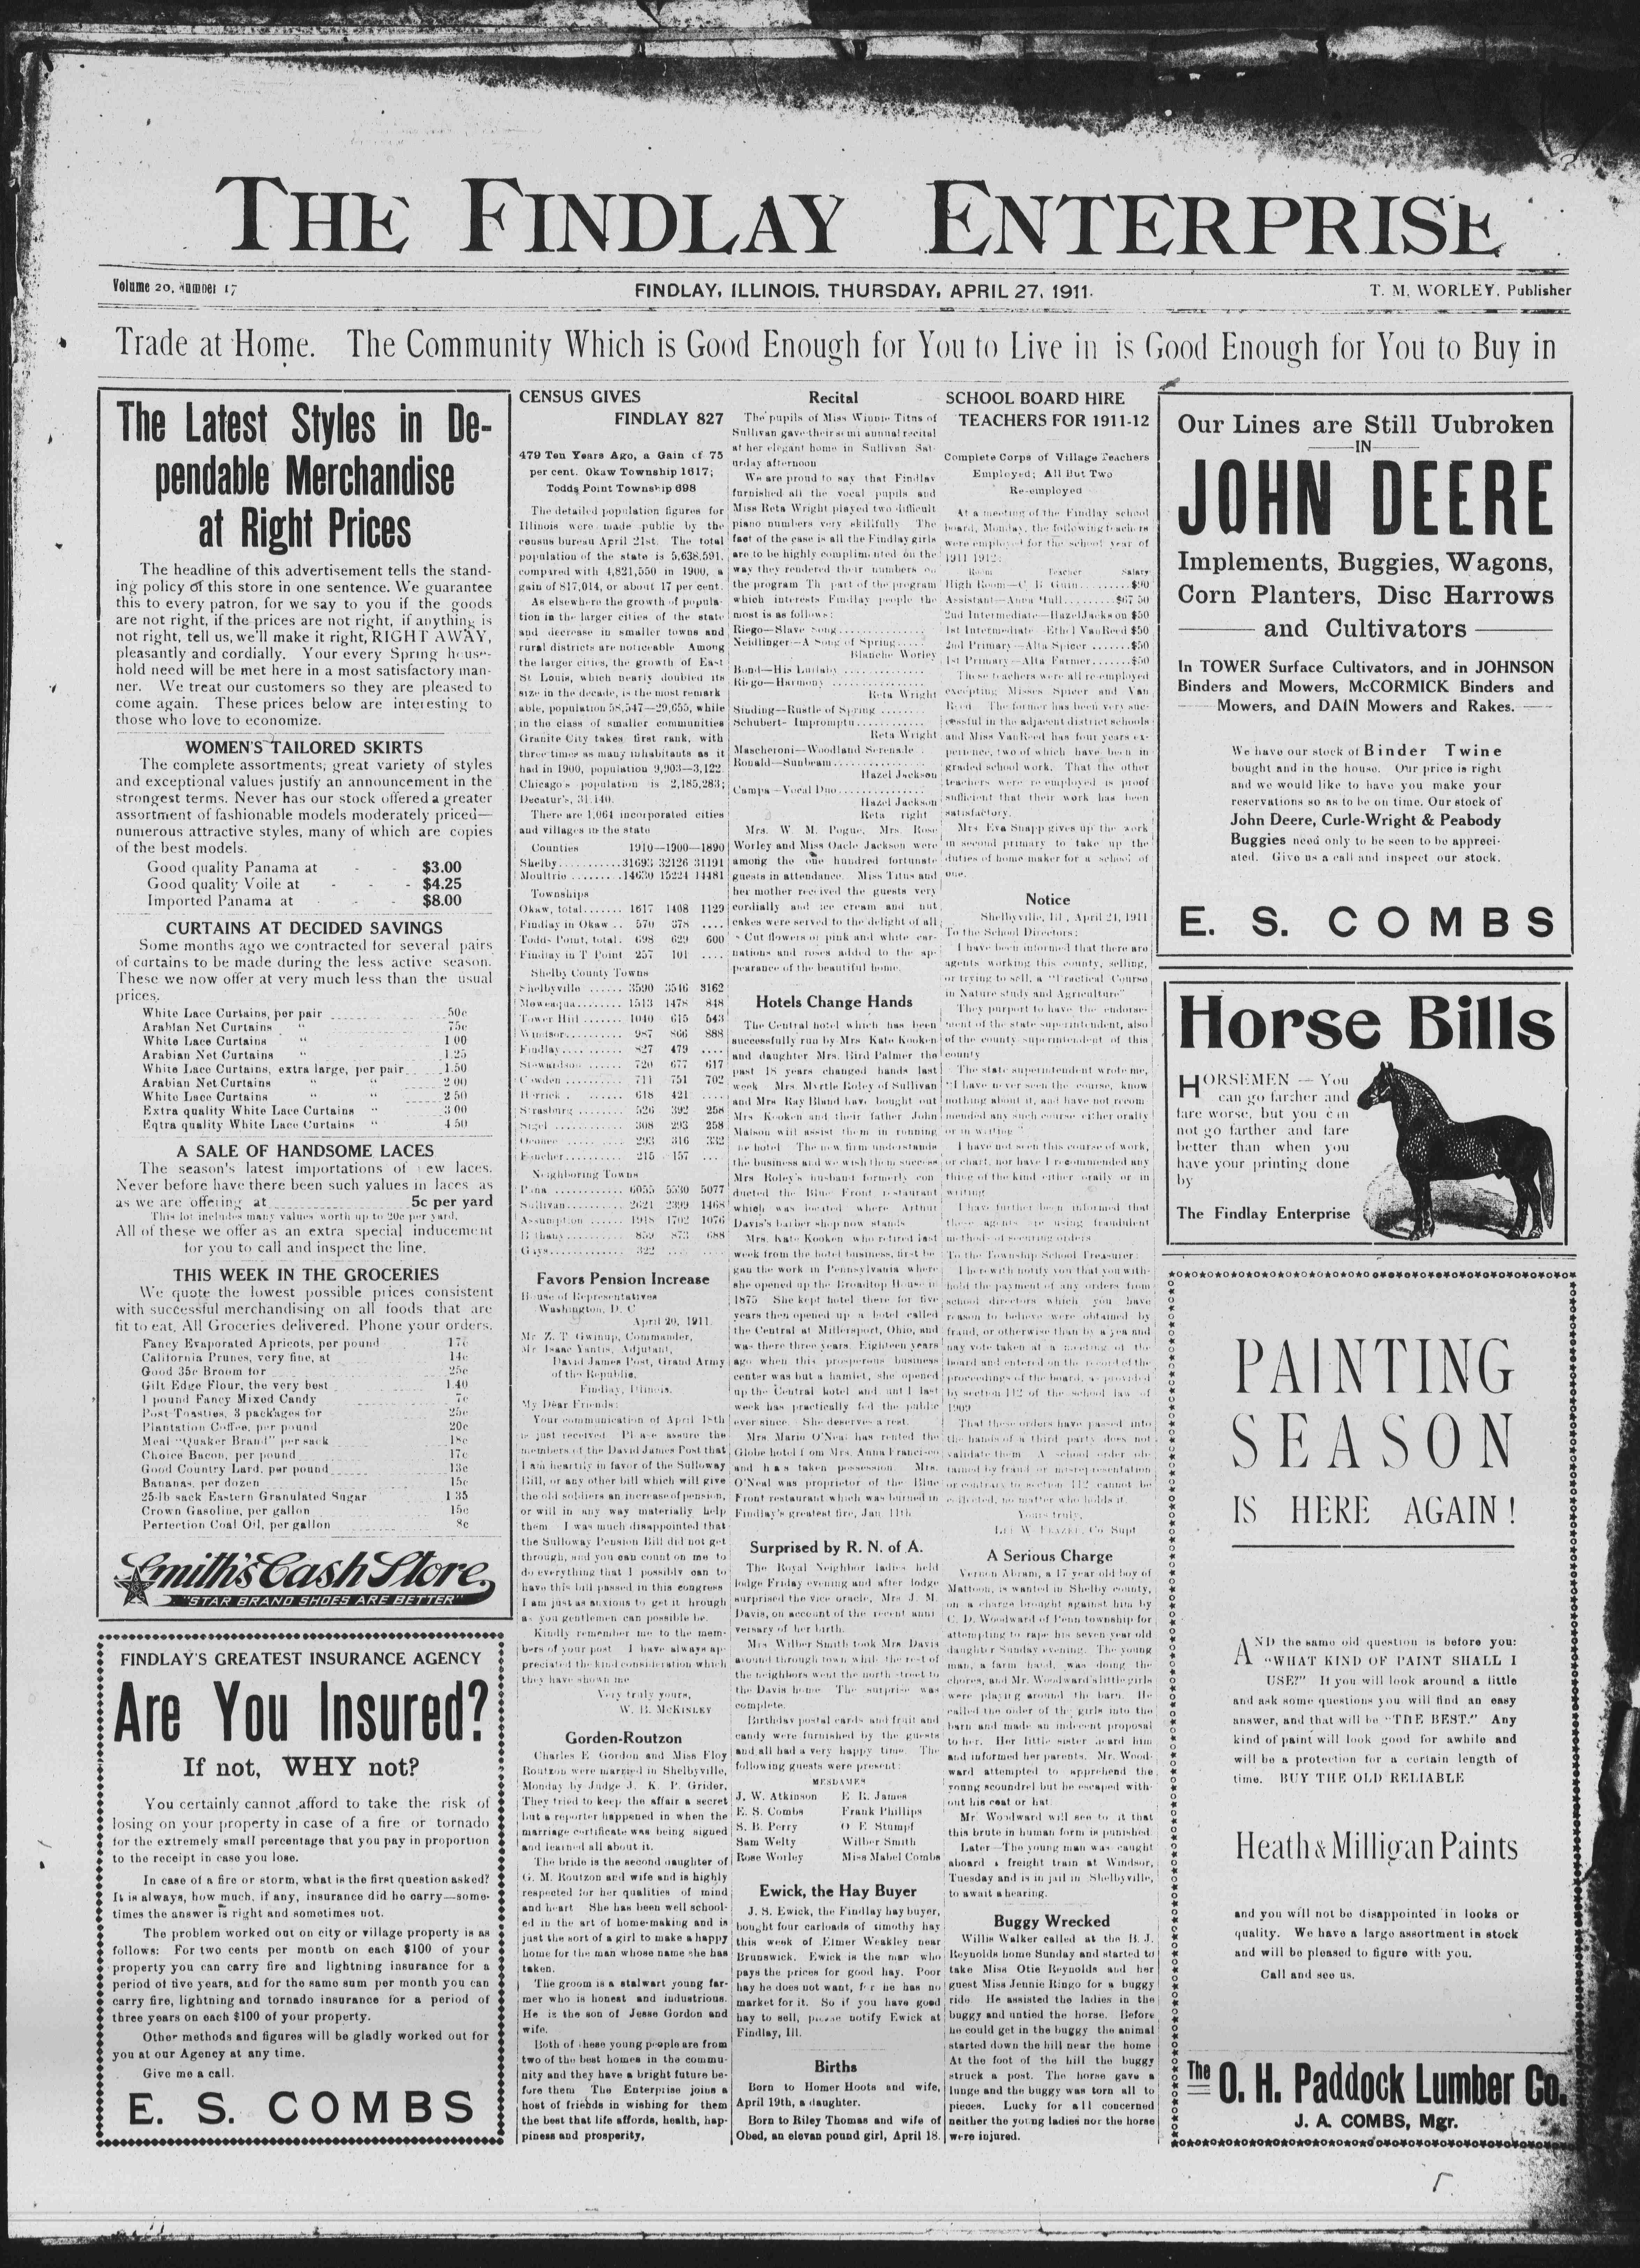 THE FINDLAY ENTERPRISE
Volume 20, Number 17
FINDLAY, ILLINOIS, THURSDAY, APRIL 27, 1911.
T. M. WORLEY, Publisher
Trade at Home. The Community Which is Good Enough for You to Live in is Good Enough for You to Buy in
The Latest Styles in De-
pendable Merchandise
at Right Prices
The headline of this advertisement tells the stand-
ing policy of this store in one sentence. We guarantee
this to every patron, for we say to you if the goods
are not right, if the prices are not right, if anything is
not right, tell us, we'll make it right, RIGHT AWAY,
pleasantly and cordially. Your every Spring house-
hold need will be met here in a most satisfactory man-
ner. We treat our customers so they are pleased to
come again. These prices below are interesting to
those who love to economize.
WOMEN'S TAILORED SKIRTS
The complete assortments, great variety of styles
and exceptional values justify an announcement in the
strongest terms. Never has our stock offered a greater
assortment of fashionable models moderately priced—
numerous attractive styles, many of which are copies
of the best models.
Good quality Panama at - - $3.00
Good quality Voile at - - - $4.25
Imported Panama at - - $8.00
CURTAINS AT DECIDED SAVINGS
Some months ago we contracted for several pairs
of curtains to be made during the less active season.
These we now offer at very much less than the usual
prices.
White Lace Curtains, per pair 50c
Arabian Net Curtains " 75c
White Lace Curtains " 1 00
Arabian Net Curtains " 1.25
White Lace Curtains, extra large, per pair 1.50
Arabian Net Curtains " " 2 00
White Lace Curtains " " 2 50
Extra quality White Lace Curtains " 3 00
Eqtra quality White Lace Curtains " 4 50
A SALE OF HANDSOME LACES
The season's latest importations of ew laces.
Never before have there been such values in laces as
as we are offering at 5c per yard
This lot includes many values worth up to 20c per yard.
All of these we offer as an extra special inducement
for you to call and inspect the line.
THIS WEEK IN THE GROCERIES
We quote the lowest possible prices consistent
with successful merchandising on all foods that are
fit to eat. All Groceries delivered. Phone your orders.
Fancy Evaporated Apricots, per pound 17c
California Prunes, very fine, at 14c
Good 35c Broom for 25c
Gilt Edge Flour, the very best 1.40
1 pound Fancy Mixed Candy 7c
Post Toasties, 3 packages for 25c
Plantation Coffee, per pound 20c
Meal "Quaker Brand" per sack 18c
Choice Bacon, per pound 17c
Good Country Lard, per pound 13c
Bananas, per dozen 15c
25-lb sack Eastern Granulated Sugar 1 35
Crown Gasoline, per gallon 15c
Perfection Coal Oil, per gallon 8c
Smith's Cash Store
"STAR BRAND SHOES ARE BETTER"
FINDLAY'S GREATEST INSURANCE AGENCY
Are You Insured?
If not, WHY not?
You certainly cannot afford to take the risk of
losing on your property in case of a fire or tornado
for the extremely small percentage that you pay in proportion
to the receipt in case you lose.
In case of a fire or storm, what is the first question asked?
It is always, how much, if any, insurance did he carry—some-
times the answer is right and sometimes not.
The problem worked out on city or village property is as
follows: For two cents per month on each $100 of your
property you can carry fire and lightning insurance for a
period of five years, and for the same sum per month you can
carry fire, lightning and tornado insurance for a period of
three years on each $100 of your property.
Other methods and figures will be gladly worked out for
you at our Agency at any time.
Give me a call.
E. S. COMBS
CENSUS GIVES
FINDLAY 827
479 Ten Years Ago, a Gain of 75
per cent. Okaw Township 1617;
Todds Point Township 698
The detailed population figures for
Illinois were made public by the
census bureau April 21st. The total
population of the state is 5,638,591,
compared with 4,821,550 in 1900, a
gain of 817,014, or about 17 per cent.
As elsewhere the growth of popula-
tion in the larger cities of the state
and decrease in smaller towns and
rural districts are noticeable Among
the larger cities, the growth of East
St. Louis, which nearly doubled its
size in the decade, is the most remark
able, population 58,547—29,655, while
in the class of smaller communities
Granite City takes first rank, with
three times as many inhabitants as it
had in 1900, population 9,903—3,122.
Chicago's population is 2,185,283;
Decatur's, 31,140.
There are 1,064 incorporated cities
and villages in the state
Counties 1910—1900—1890
Shelby 31693 32126 31191
Moultrie 14630 15224 14481
Townships
Okaw, total 1617 1408 1129
Findlay in Okaw 570 378 ....
Todds Point, total 698 629 600
Findlay in T Point 257 101 ....
Shelby County Towns
Shelbyville 3590 3546 3162
Moweaqua 1513 1478 848
Tower Hill 1040 615 543
Windsor 987 866 888
Findlay 827 479 ....
Stewardson 720 677 617
Cowden 711 751 702
Herrick 618 421 ....
Strasburg 526 392 258
Sigel 308 293 258
Oconee 293 316 332
Fancher 215 157 ...
Neighboring Towns
Pana 6055 5530 5077
Sullivan 2621 2399 1468
Assumption 1918 1702 1076
Bethany 859 873 688
Gays 322
Favors Pension Increase
House of Representatives
Washington, D. C
April 20, 1911.
Mr Z. T Gwinup, Commander,
Mr Isaac Yantis, Adjutant,
David James Post, Grand Army
of the Republic,
Findlay, Illinois.
My Dear Friends:
Your communication of April 18th
is just received Please assure the
members of the David James Post that
I am heartily in favor of the Sulloway
Bill, or any other bill which will give
the old soldiers an increase of pension,
or will in any way materially help
them I was much disappointed that
the Sulloway Pension Bill did not get
through, and you can count on me to
do everything that I possibly can to
have this bill passed in this congress
I am just as anxious to get it hrough
as you gentlemen can possible be.
Kindly remember me to the mem-
bers of your post I have always ap-
preciated the kind consideration which
they have shown me
Very truly yours,
W. B. MCKINLEY
Gorden-Routzon
Charles E Gordon and Miss Floy
Routzon were married in Shelbyville,
Monday by Judge J. K. P. Grider.
They tried to keep the affair a secret
but a reporter happened in when the
marriage certificate was being signed
and learned all about it.
The bride is the second daughter of
G. M. Routzon and wife and is highly
respected for her qualities of mind
and heart She has been well school-
ed in the art of home-making and is
just the sort of a girl to make a happy
home for the man whose name she has
taken.
The groom is a stalwart young far-
mer who is honest and industrious.
He is the son of Jesse Gordon and
wife.
Both of these young people are from
two of the best homes in the commu-
nity and they have a bright future be-
fore them The Enterprise joins a
host of friends in wishing for them
the best that life affords, health, hap-
piness and prosperity.
Recital
The pupils of Miss Winnie Titus of
Sullivan gave their semi annual recital
at her elegant home in Sullivan Sat-
urday afternoon
We are proud to say that Findlay
furnished all the vocal pupils and
Miss Reta Wright played two difficult
piano numbers very skilifully The
fact of the case is all the Findlay girls
are to be highly complimented on the
way they rendered their numbers on
the program Th part of the program
which interests Findlay people the
most is as follows:
Riego—Slave Song
Neidlinger—A Song of Spring
Blanche Worley
Bond—His Lullaby
Riego—Harmony
Reta Wright
Sinding—Rustle of Spring
Schubert—Impromptu
Reta Wright
Mascheroni—Woodland Serenade
Ronald—Sunbeam
Hazel Jackson
Campa—Vocal Duo
Hazel Jackson
Reta right
Mrs. W. M. Pogue, Mrs. Rose
Worley and Miss Oacle Jackson were
among the one hundred fortunate
guests in attendance. Miss Titus and
her mother received the guests very
cordially and ice cream and nut
cakes were served to the delight of all
Cut flowers of pink and white car-
nations and roses added to the ap-
pearance of the beautiful home.
Hotels Change Hands
The Central hotel which has been
successfully run by Mrs Kate Kooken
and daughter Mrs. Bird Palmer the
past 18 years changed hands last
week Mrs. Myrtle Roley of Sullivan
and Mrs Ray Bland have bought out
Mrs Kooken and their father John
Matson will assist them in running
he hotel The new firm understands
the business and we wish them success
Mrs Roley's husband formerly con
ducted the Blue Front restaurant
which was located where Arthur
Davis's barber shop now stands
Mrs. Kate Kooken who retired last
week from the hotel business, first be
gan the work in Pennsylvania where
she opened up the Broadtop House in
1875 She kept hotel there for five
years then opened up a hotel called
the Central at Millersport, Ohio, and
was there three years. Eighteen years
ago when this prosperous business
center was but a hamlet, she opened
up the Central hotel and until last
week has practically fed the public
ever since. She deserves a rest.
Mrs Marie O'Neal has rented the
Globe hotel from Mrs. Anna Francisco
and has taken possession Mrs.
O'Neal was proprietor of the Blue
Front restaurant which was burned in
Findlay's greatest fire, Jan. 11th
Surprised by R. N. of A.
The Royal Neighbor ladies held
lodge Friday evening and after lodge
surprised the vice oracle, Mrs J. M.
Davis, on account of the recent anni
versary of her birth.
Mrs Wilber Smith took Mrs Davis
around through town while the rest of
the neighbors went the north street to
the Davis home The surprise was
complete.
Birthday postal cards and fruit and
candy were furnished by the guests
and all had a very happy time. The
following guests were present:
MESDAMES
J. W. Atkinson E. R. James
E. S. Combs Frank Phillips
S. B. Perry O F Stumpf
Sam Welty Wilber Smith
Rose Worley Miss Mabel Combs
Ewick, the Hay Buyer
J. S. Ewick, the Findlay hay buyer,
bought four carloads of timothy hay
this week of Elmer Weakley near
Brunswick. Ewick is the man who
pays the prices for good hay. Poor
hay he does not want, for he has no
market for it. So if you have good
hay to sell, please notify Ewick at
Findlay, Ill.
Births
Born to Homer Hoots and wife,
April 19th, a daughter.
Born to Riley Thomas and wife of
Obed, an elevan pound girl, April 18.
SCHOOL BOARD HIRE
TEACHERS FOR 1911-12
Complete Corps of Village Teachers
Employed; All But Two
Re-employed
At a meeting of the Findlay school
board, Monday, the following teachers
were employed for the school year of
1911 1912:
Room Teacher Salary
High Room—C. B Guin $90
Assistant—Anna Hull $67 50
2nd Intermediate—Hazel Jackson $50
1st Intermediate—Ethel VanReed $50
2nd Primary—Alta Spicer $50
1st Primary—Alta Farmer $50
These teachers were all re-employed
excepting Misses Spicer and Van
Reed The former has been very suc-
cessful in the adjacent district schools
and Miss VanReed has four years ex-
perience, two of which have been in
graded school work. That the other
teachers were re employed is proof
sufficient that their work has been
satisfactory.
Mrs Eva Snapp gives up the work
in second primary to take up the
duties of home maker for a school of
one.
Notice
Shelbyville, Ill, April 24, 1911
To the School Directors:
I have been informed that there are
agents working this county, selling,
or trying to sell, a "Practical Course
in Nature study and Agriculture"
They purport to have the endorse-
ment of the state superintendent, also
of the county superintendent of this
county
The state superintendent wrote me,
"I have never seen the course, know
nothing about it, and have not recom
mended any such course either orally
or in writing"
I have not seen this course of work,
or chart, nor have I recommended any
thing of the kind either orally or in
writing
I have further been informed that
these agents are using fraudulent
methods of securing orders
To the Township School Treasurer:
I herewith notify you that you with-
hold the payment of any orders from
school directors which you have
reason to believe were obtained by
fraud, or otherwise than by a yea and
nay vote taken at a meeting of the
board and entered on the record of the
proceedings of the board, as provided
by section 112 of the school law of
1909
That these orders have passed into
the hands of a third party does not
validate them A school order ob-
tained by fraud or misrepresentation
or contrary to section 112 cannot be
collected, no matter who holds it.
Yours truly,
LEE W FRAZER, Co Supt
A Serious Charge
Vernon Abram, a 17 year old boy of
Mattoon, is wanted in Shelby county,
on a charge brought against him by
C. D. Woodward of Penn township for
attempting to rape his seven year old
daughter Sunday evening. The young
man, a farm hand, was doing the
chores, and Mr. Woodward's little girls
were playing around the barn. He
called the older of the girls into the
barn and made an indecent proposal
to her. Her little sister heard him
and informed her parents. Mr. Wood-
ward attempted to apprehend the
young scoundrel but he escaped with-
out his coat or hat.
Mr Woodward will see to it that
this brute in human form is punished.
Later—The young man was caught
aboard a freight train at Windsor,
Tuesday and is in jail in Shelbyville,
to await a hearing.
Buggy Wrecked
Willis Walker called at the B. J.
Reynolds home Sunday and started to
take Miss Otie Reynolds and her
guest Miss Jennie Ringo for a buggy
ride He assisted the ladies in the
buggy and untied the horse. Before
he could get in the buggy the animal
started down the hill near the home
At the foot of the hill the buggy
struck a post. The horse gave a
lunge and the buggy was torn all to
pieces. Lucky for all concerned
neither the young ladies nor the horse
were injured.
Our Lines are Still Uubroken
IN
JOHN DEERE
Implements, Buggies, Wagons,
Corn Planters, Disc Harrows
and Cultivators
In TOWER Surface Cultivators, and in JOHNSON
Binders and Mowers, McCORMICK Binders and
Mowers, and DAIN Mowers and Rakes.
We have our stock of Binder Twine
bought and in the house. Our price is right
and we would like to have you make your
reservations so as to be on time. Our stock of
John Deere, Curle-Wright & Peabody
Buggies need only to be seen to be appreci-
ated. Give us a call and inspect our stock.
E. S. COMBS
Horse Bills
HORSEMEN — You
can go farther and
fare worse, but you can
not go farther and fare
better than when you
have your printing done
by
The Findlay Enterprise
PAINTING
SEASON
IS HERE AGAIN!
AND the same old question is before you:
"WHAT KIND OF PAINT SHALL I
USE?" If you will look around a little
and ask some questions you will find an easy
answer, and that will be "THE BEST." Any
kind of paint will look good for awhile and
will be a protection for a certain length of
time. BUY THE OLD RELIABLE
Heath & Milligan Paints
and you will not be disappointed in looks or
quality. We have a large assortment in stock
and will be pleased to figure with you.
Call and see us.
The O. H. Paddock Lumber Co.
J. A. COMBS, Mgr.